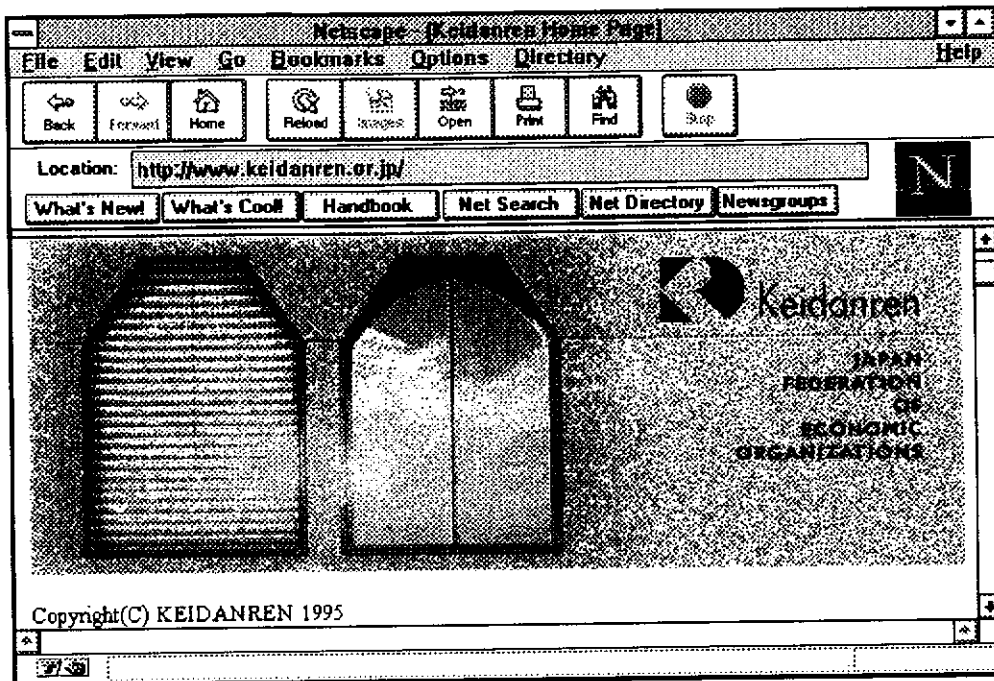 Netscape - [Keidanren Home Page]
File Edit View Go Bookmarks Options Directory Help
Back Forward Home Reload Images Open Print Find Stop
Location: http://www.keidanren.or.jp/
What's New! What's Cool! Handbook Net Search Net Directory Newsgroups
N
Keidanren
JAPAN
FEDERATION
OF
ECONOMIC
ORGANIZATIONS
Copyright(C) KEIDANREN 1995